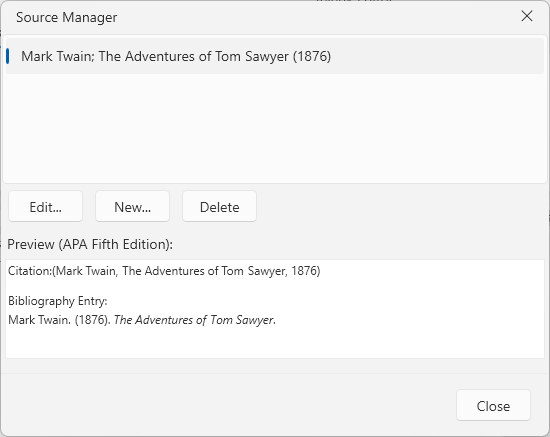 Source Manager
Mark Twain; The Adventures of Tom Sawyer (1876)
Edit...
New...
Delete
Preview (APA Fifth Edition):
Citation:(Mark Twain, The Adventures of Tom Sawyer, 1876)
Bibliography Entry:
Mark Twain. (1876). The Adventures of Tom Sawyer.
Close